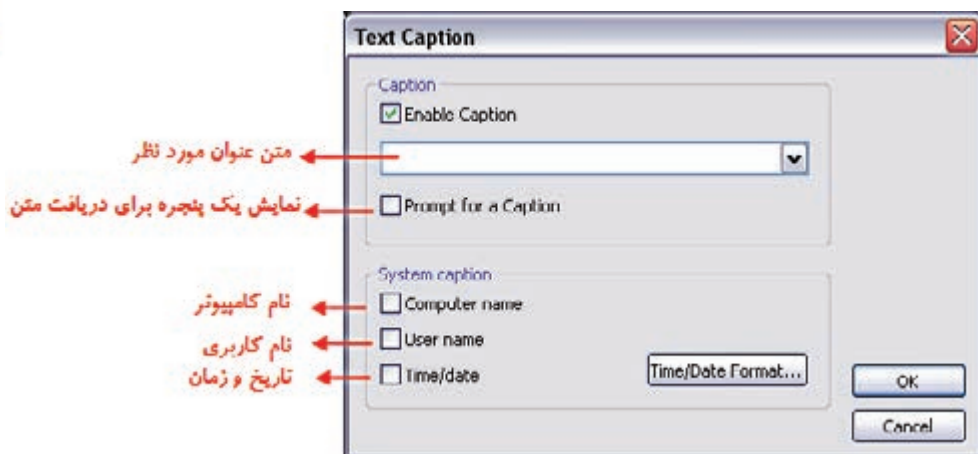 Text Caption
Caption
Enable Caption
متن عنوان مورد نظر
نمایش یک پنجره برای دریافت متن
Prompt for a Caption
System caption
نام کامپیوتر
Computer name
نام کاربری
User name
تاریخ و زمان
Time/date
Time/Date Format...
OK
Cancel